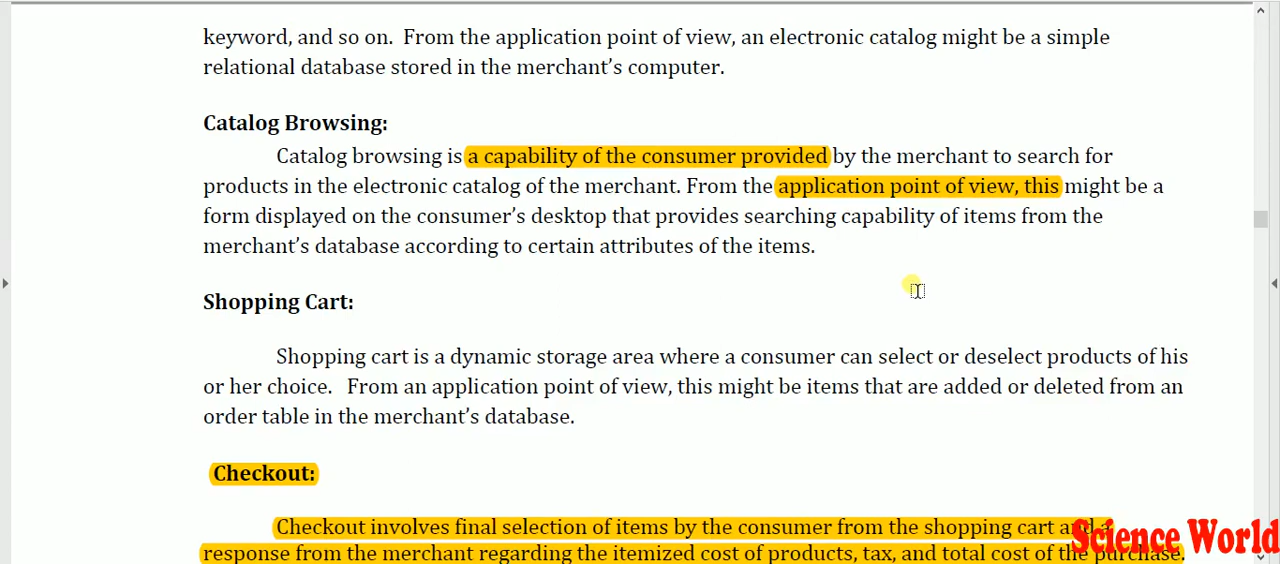 keyword, and so on.  From the application point of view, an electronic catalog might be a simple
relational database stored in the merchant's computer.
Catalog Browsing:
Catalog browsing is a capability of the consumer provided by the merchant to search for
products in the electronic catalog of the merchant. From the application point of view, this might be a
form displayed on the consumer's desktop that provides searching capability of items from the
merchant's database according to certain attributes of the items.
Shopping Cart:
Shopping cart is a dynamic storage area where a consumer can select or deselect products of his
or her choice.   From an application point of view, this might be items that are added or deleted from an
order table in the merchant's database.
Checkout:
Checkout involves final selection of items by the consumer from the shopping cart and a
response from the merchant regarding the itemized cost of products, tax, and total cost of the purchase.
Science World